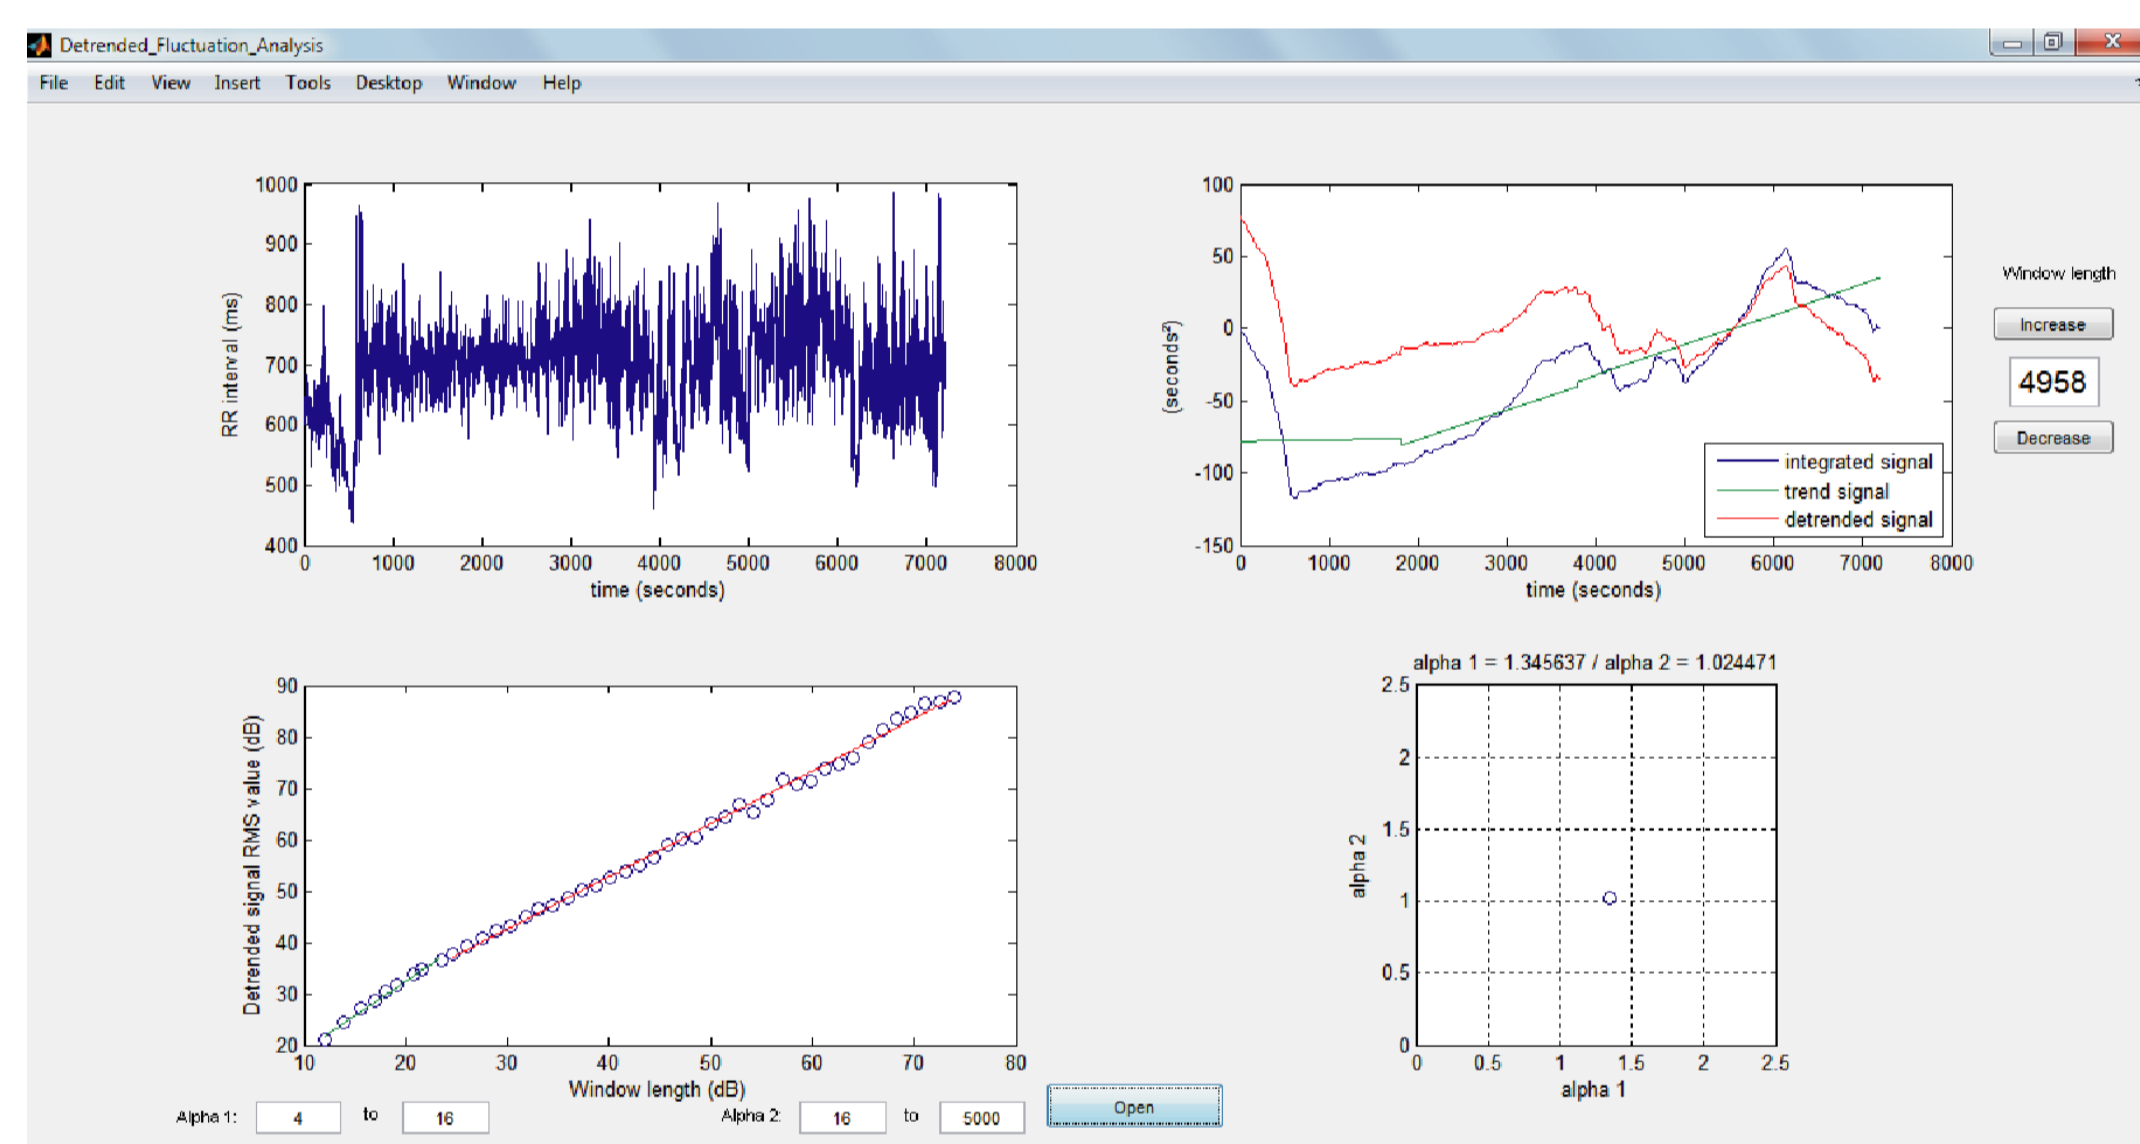 Detrended_Fluctuation_Analysis
File Edit View Insert Tools Desktop Window Help
1000
900
800
700
600
500
400
RR interval (ms)
0 1000 2000 3000 4000 5000 6000 7000 8000
time (seconds)
100
50
0
-50
-100
-150
(seconds²)
integrated signal
trend signal
detrended signal
0 1000 2000 3000 4000 5000 6000 7000 8000
time (seconds)
Window length
Increase
4958
Decrease
90
80
70
60
50
40
30
20
Detrended signal RMS value (dB)
10 20 30 40 50 60 70 80
Window length (dB)
alpha 1 = 1.345637 / alpha 2 = 1.024471
2.5
2
1.5
1
0.5
0
alpha 2
0 0.5 1 1.5 2 2.5
alpha 1
Alpha 1: 4 to 16 Alpha 2: 16 to 5000 Open